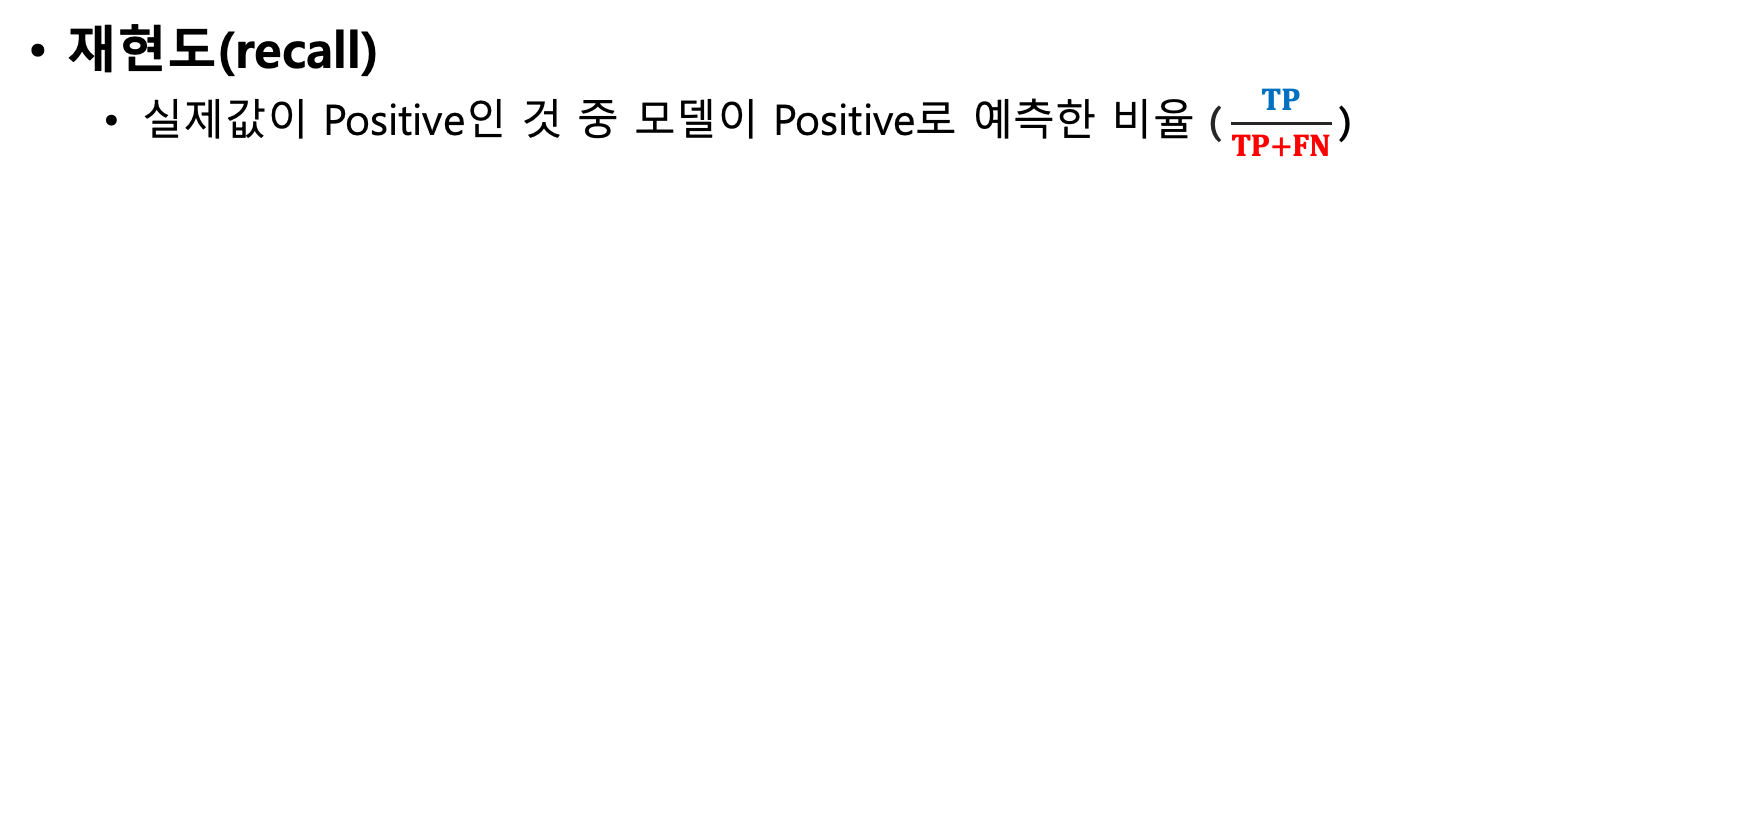 • 재현도(recall)
• 실제값이 Positive인 것 중 모델이 Positive로 예측한 비율 (TP/TP+FN)